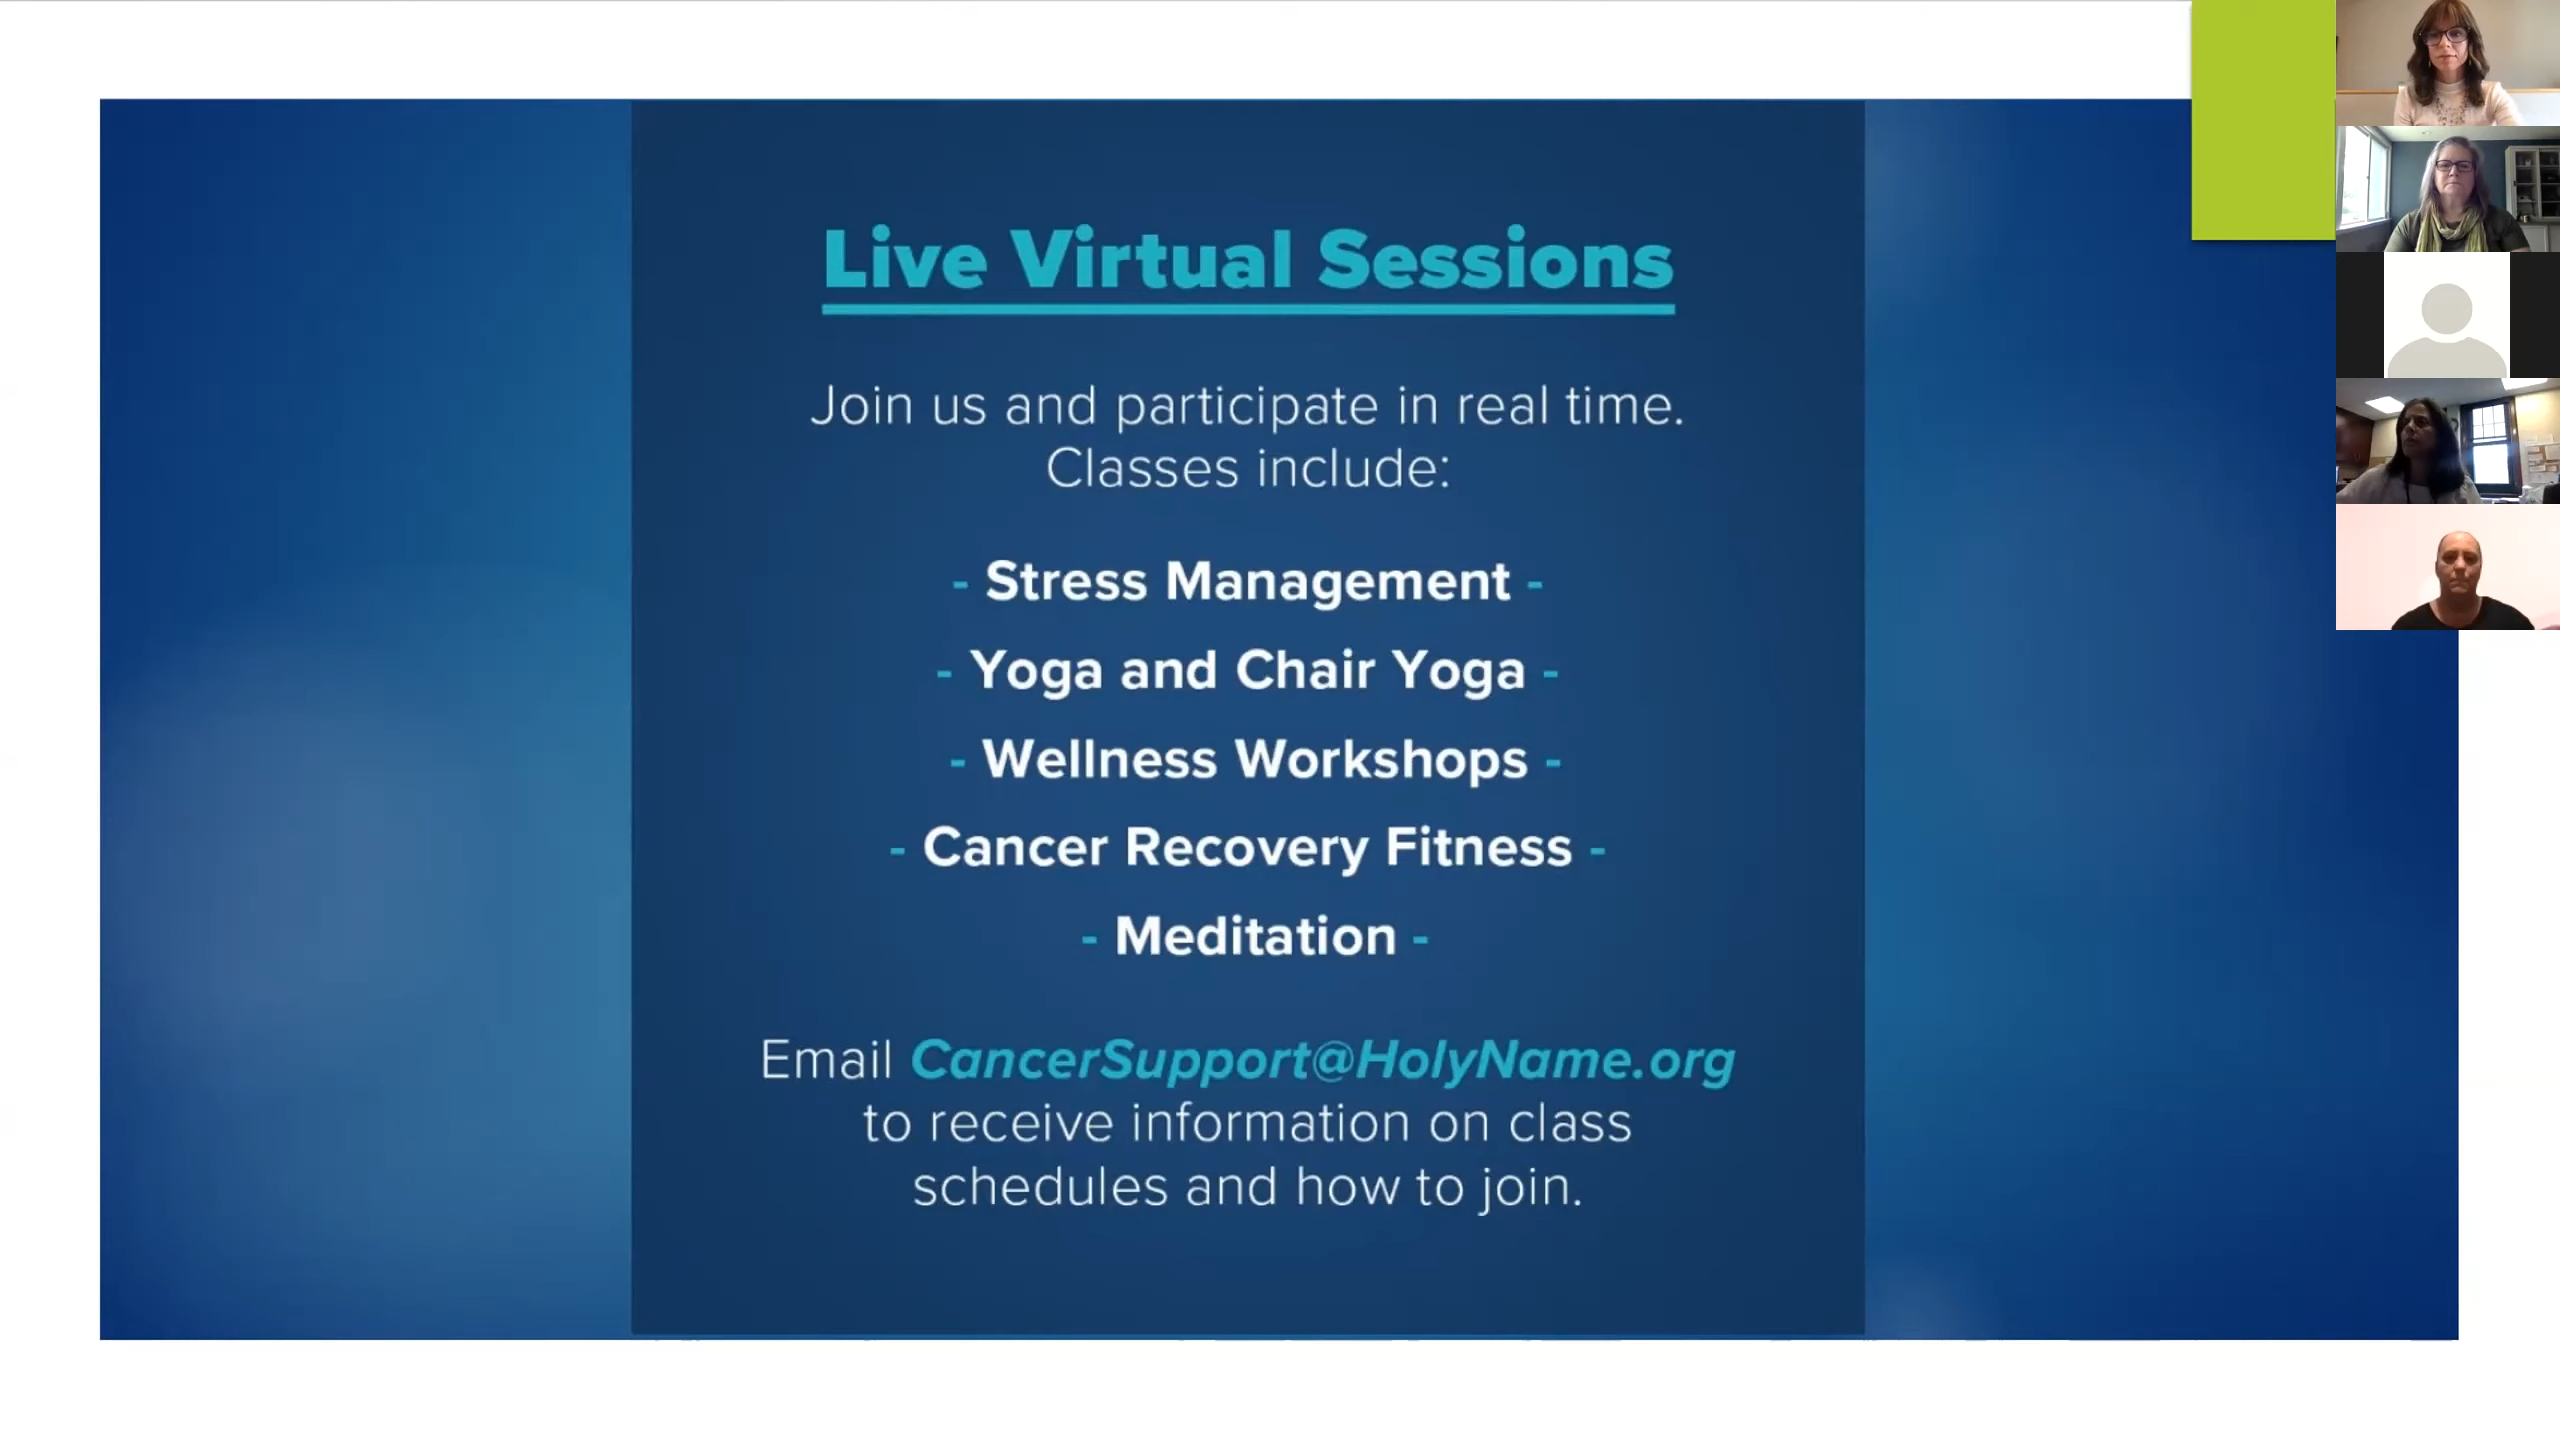 Live Virtual Sessions
Join us and participate in real time.
Classes include:
- Stress Management -
- Yoga and Chair Yoga -
- Wellness Workshops -
- Cancer Recovery Fitness -
- Meditation -
Email CancerSupport@HolyName.org
to receive information on class
schedules and how to join.